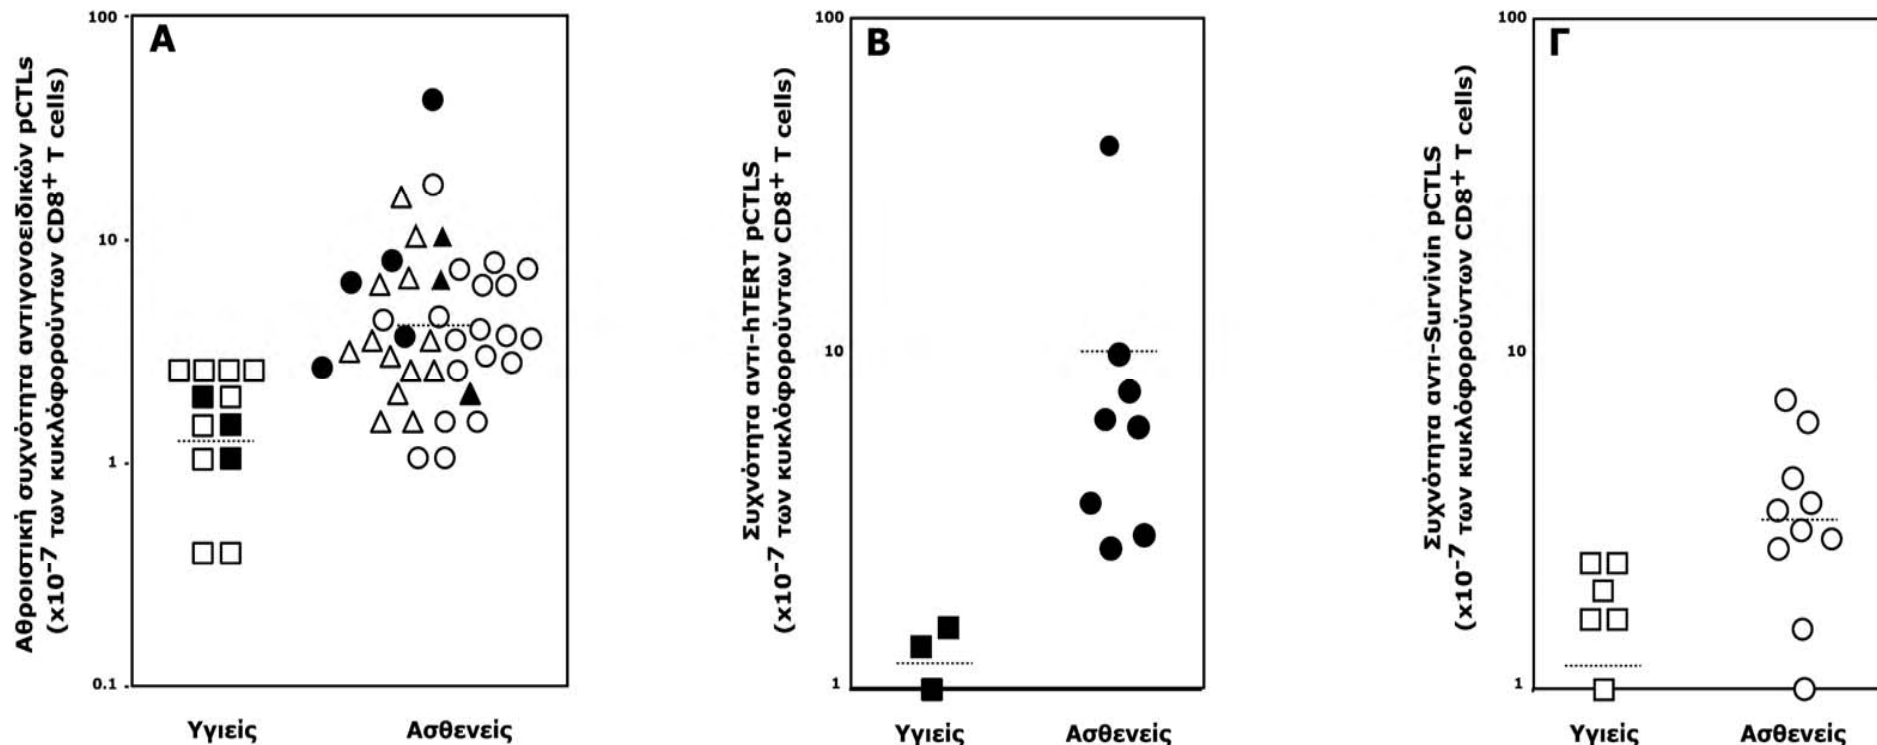 Α
Αθροιστική συχνότητα αντιγονοειδικών pCTLs
(x10⁻⁷ των κυκλοφορούντων CD8⁺ T cells)
100
10
1
0.1
Υγιείς
Ασθενείς
Β
Συχνότητα αντι-hTERT pCTLS
(x10⁻⁷ των κυκλόφορούντων CD8⁺ T cells)
100
10
1
Υγιείς
Ασθενείς
Γ
Συχνότητα αντι-Survivin pCTLS
(x10⁻⁷ των κυκλόφορούντων CD8⁺ T cells)
100
10
1
Υγιείς
Ασθενείς